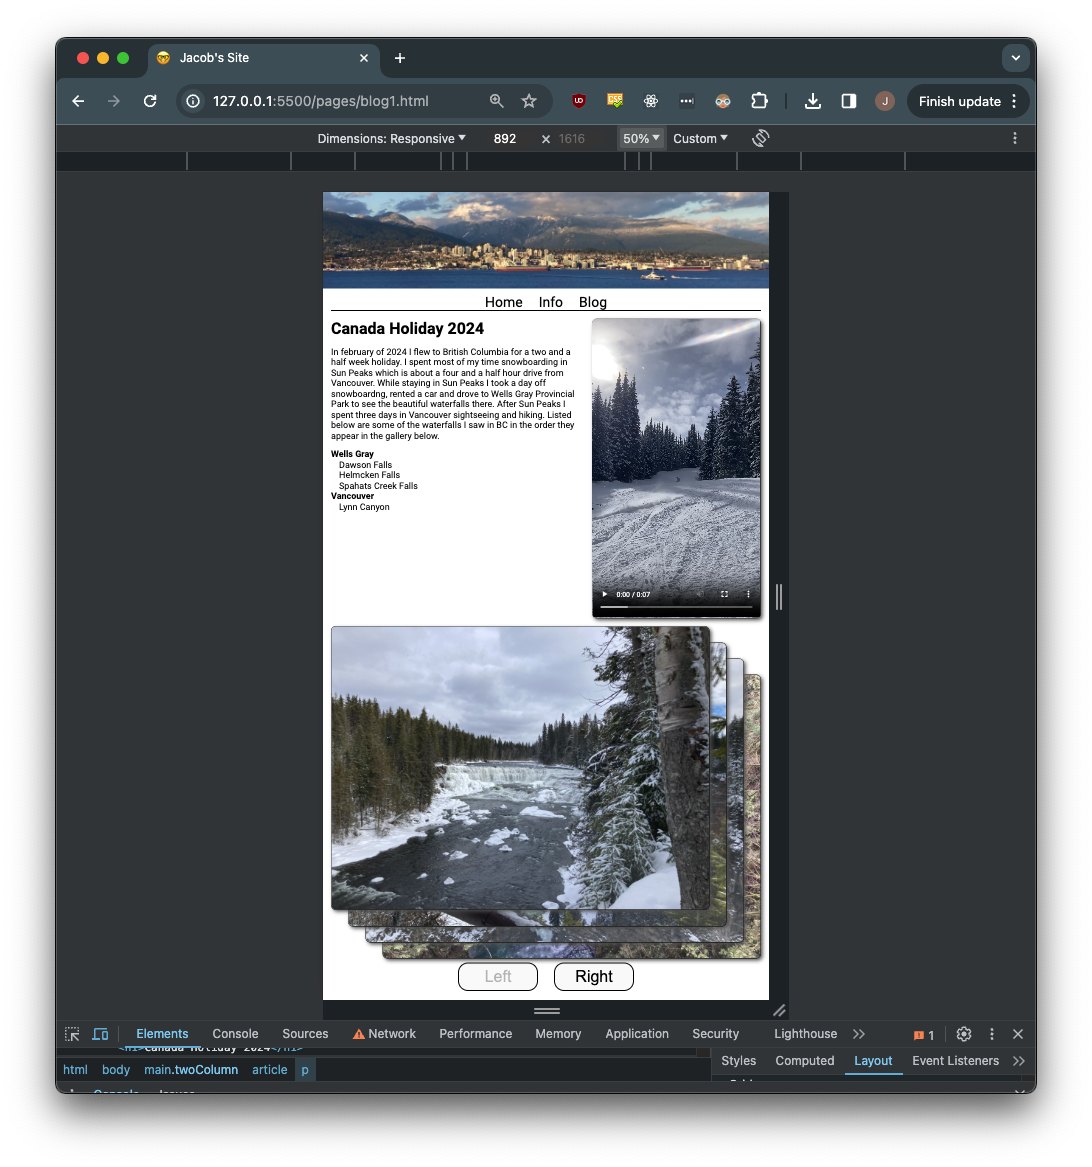 Jacob's Site
127.0.0.1:5500/pages/blog1.html
J
Finish update
Dimensions: Responsive 892 × 1616 50% Custom
Home Info Blog
Canada Holiday 2024
In february of 2024 I flew to British Columbia for a two and a
half week holiday. I spent most of my time snowboarding in
Sun Peaks which is about a four and a half hour drive from
Vancouver. While staying in Sun Peaks I took a day off
snowboardng, rented a car and drove to Wells Gray Provincial
Park to see the beautiful waterfalls there. After Sun Peaks I
spent three days in Vancouver sightseeing and hiking. Listed
below are some of the waterfalls I saw in BC in the order they
appear in the gallery below.
Wells Gray
Dawson Falls
Helmcken Falls
Spahats Creek Falls
Vancouver
Lynn Canyon
0:00 / 0:07
Left Right
Elements Console Sources Network Performance Memory Application Security Lighthouse 1
<h1>Canada Holiday 2024</h1>
html body main.twoColumn article p
Styles Computed Layout Event Listeners
Console Issues